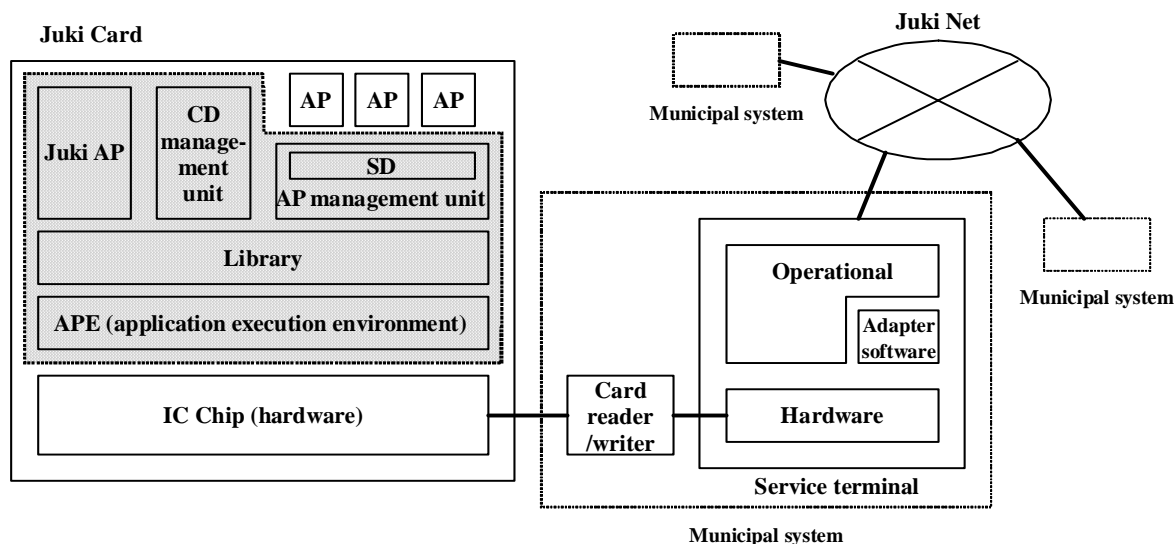 Juki Card
Juki Net
AP AP AP
CD
manage-
ment
unit
Juki AP
SD
AP management unit
Library
APE (application execution environment)
IC Chip (hardware)
Card
reader
/writer
Operational
Adapter
software
Hardware
Service terminal
Municipal system
Municipal system
Municipal system